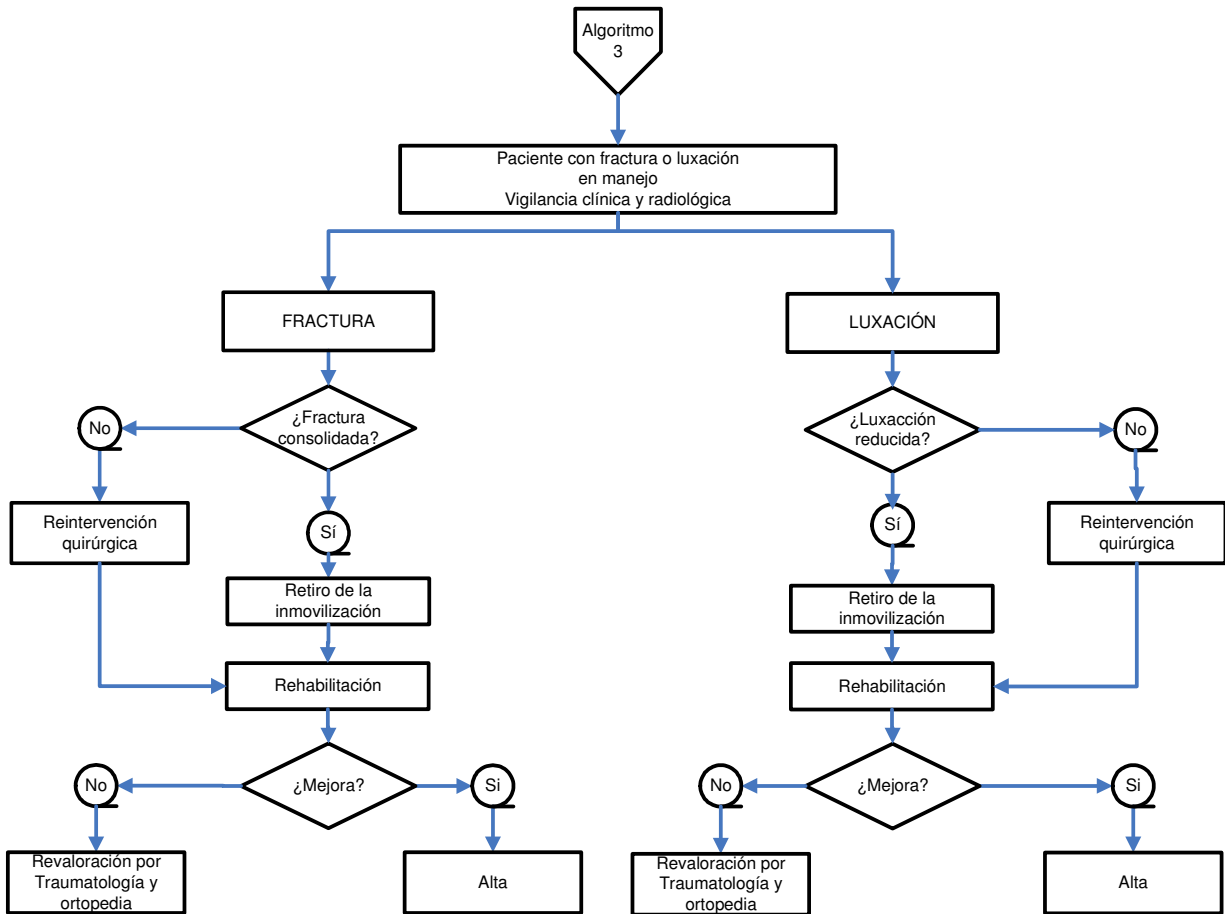 Algoritmo
3
Paciente con fractura o luxación
en manejo
Vigilancia clínica y radiológica
FRACTURA
LUXACIÓN
¿Fractura
consolidada?
No
¿Luxacción
reducida?
No
Reintervención
quirúrgica
Sí
Sí
Reintervención
quirúrgica
Retiro de la
inmovilización
Retiro de la
inmovilización
Rehabilitación
Rehabilitación
No
¿Mejora?
Si
No
¿Mejora?
Si
Revaloración por
Traumatología y
ortopedia
Alta
Revaloración por
Traumatología y
ortopedia
Alta